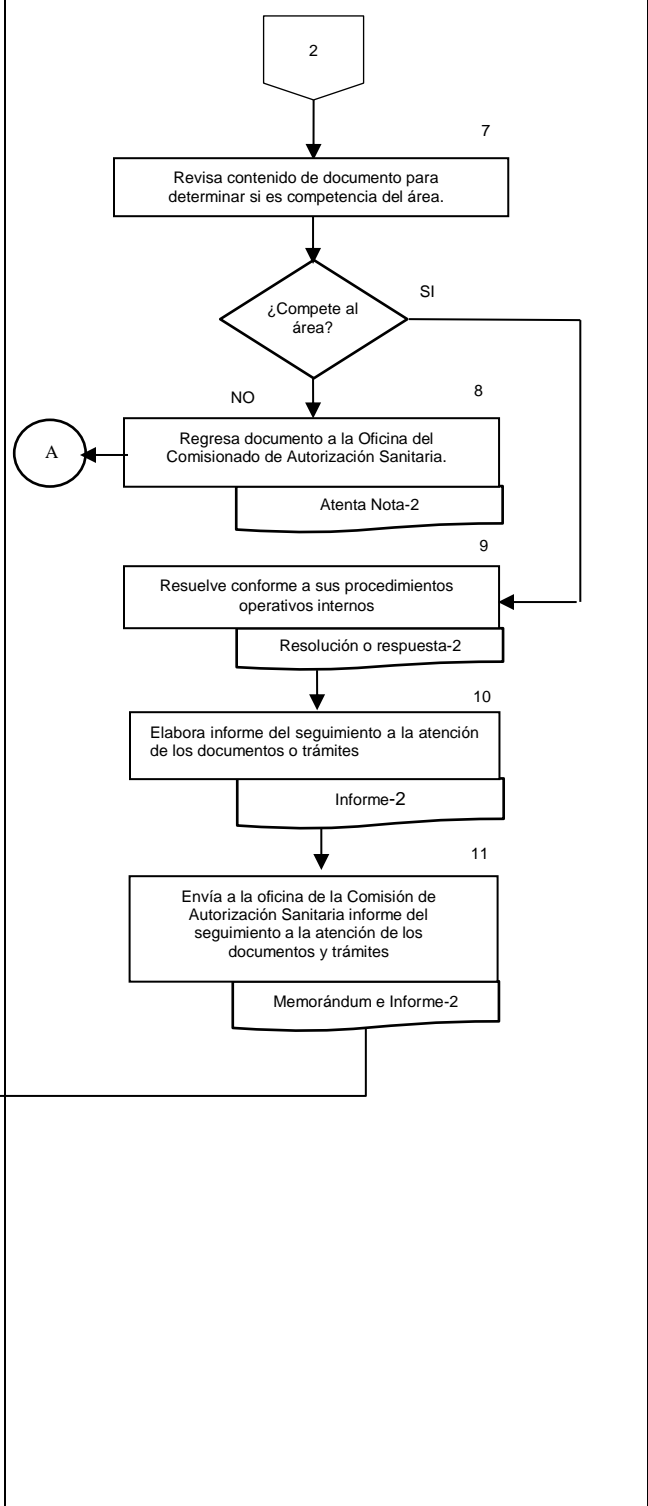 2
7
Revisa contenido de documento para
determinar si es competencia del área.
¿Compete al
área?
SI
NO
8
A
Regresa documento a la Oficina del
Comisionado de Autorización Sanitaria.
Atenta Nota-2
9
Resuelve conforme a sus procedimientos
operativos internos
Resolución o respuesta-2
10
Elabora informe del seguimiento a la atención
de los documentos o trámites
Informe-2
11
Envía a la oficina de la Comisión de
Autorización Sanitaria informe del
seguimiento a la atención de los
documentos y trámites
Memorándum e Informe-2